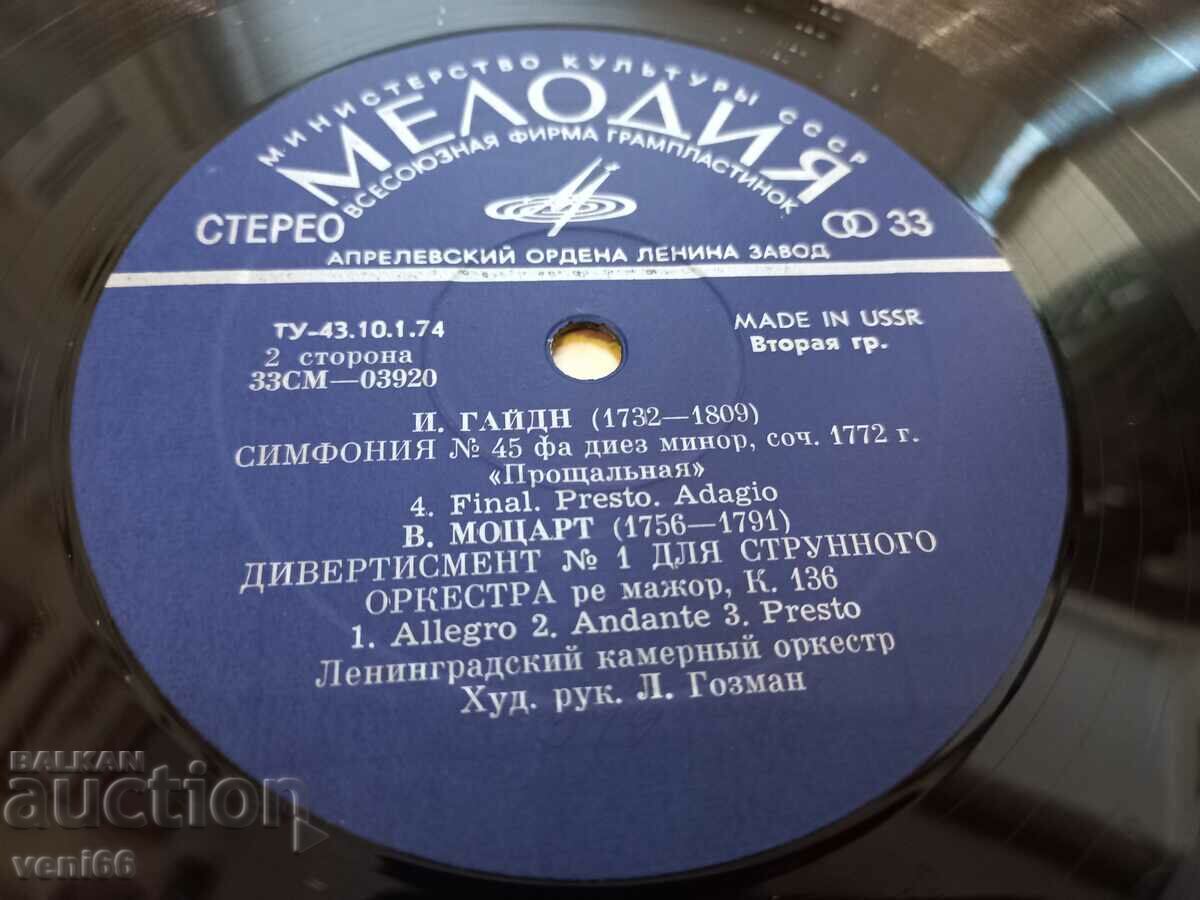 МИНИСТЕРСТВО КУЛЬТУРЫ СССР
МЕЛОДИЯ
ВСЕСОЮЗНАЯ ФИРМА ГРАМПЛАСТИНОК
СТЕРЕО
33
АПРЕЛЕВСКИЙ ОРДЕНА ЛЕНИНА ЗАВОД
ТУ-43.10.1.74
MADE IN USSR
2 сторона
Вторая гр.
33СМ—03920
И. ГАЙДН (1732—1809)
СИМФОНИЯ № 45 фа диез минор, соч. 1772 г.
«Прощальная»
4. Final. Presto. Adagio
В. МОЦАРТ (1756—1791)
ДИВЕРТИСМЕНТ № 1 ДЛЯ СТРУННОГО
ОРКЕСТРА ре мажор, К. 136
1. Allegro 2. Andante 3. Presto
Ленинградский камерный оркестр
Худ. рук. Л. Гозман
BALKAN
auction
veni66